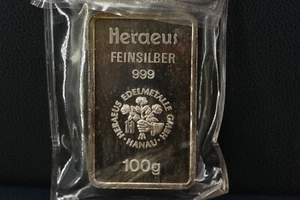 Heraeus
FEINSILBER
999
HERAEUS EDELMETALLE GMBH
· HANAU ·
100g